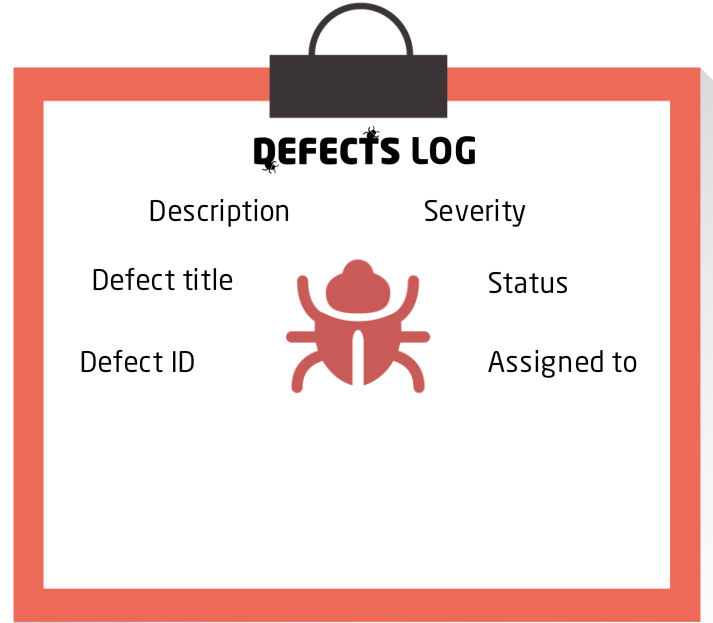 DEFECTS LOG
Description
Severity
Defect title
Status
Defect ID
Assigned to